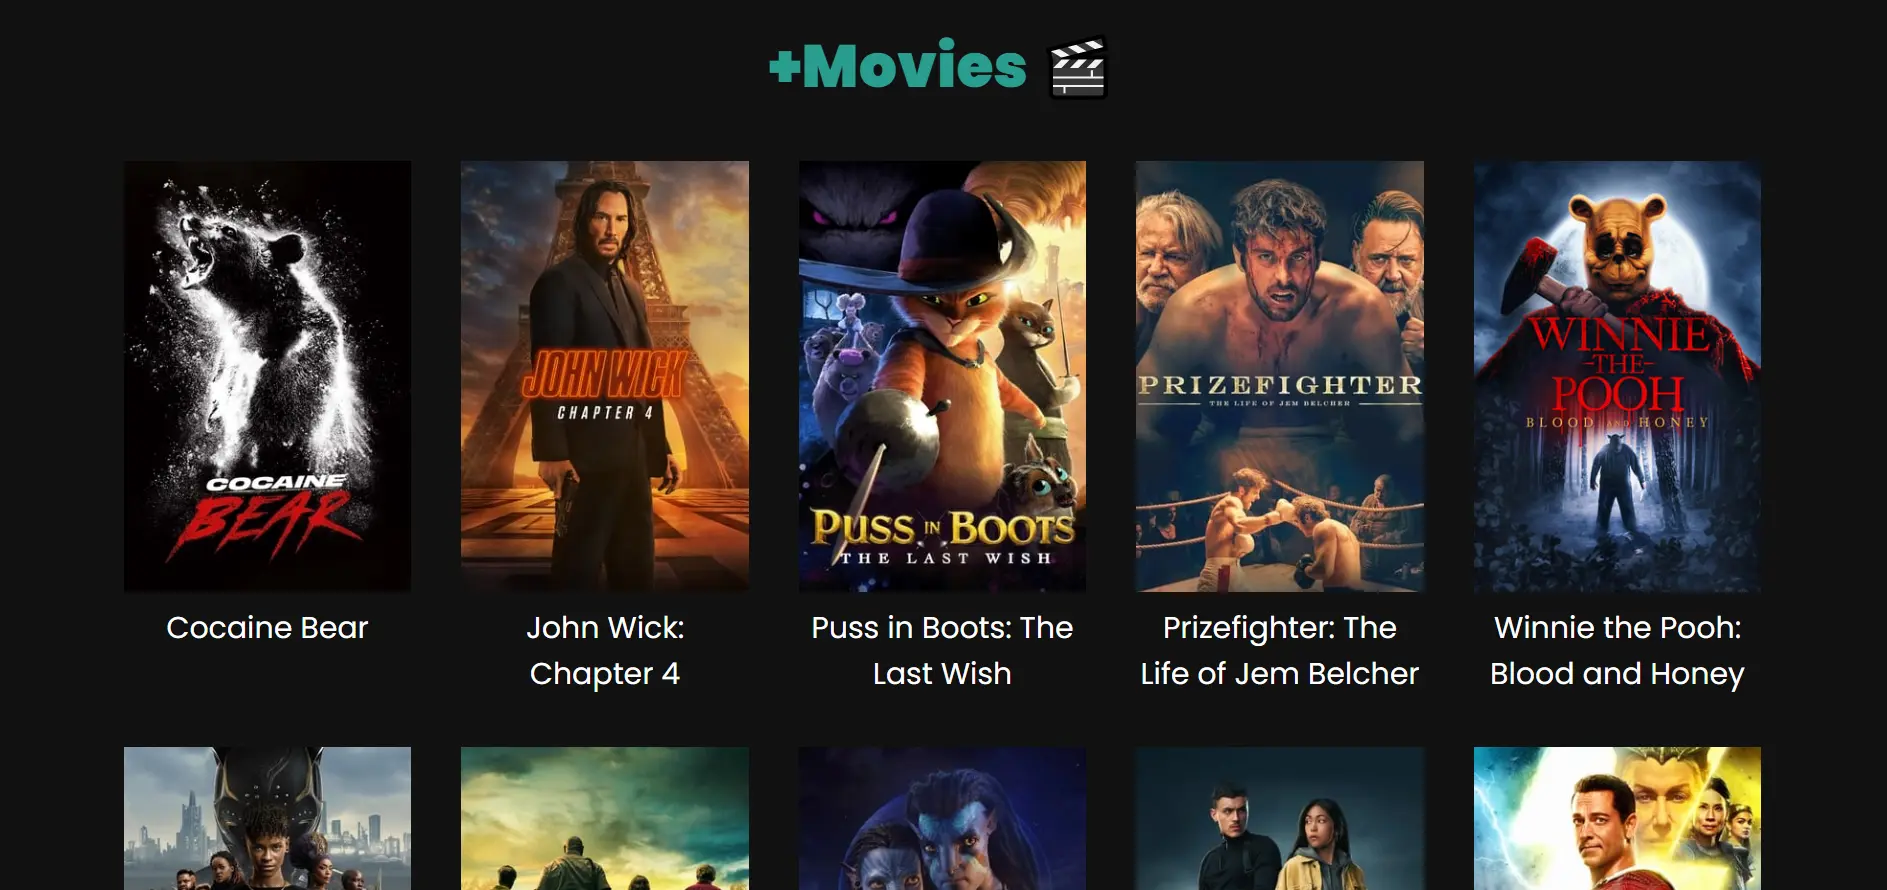 +Movies
COCAINE
BEAR
JOHN WICK
CHAPTER 4
PUSS IN BOOTS
THE LAST WISH
PRIZEFIGHTER
THE LIFE OF JEM BELCHER
WINNIE
-THE-
POOH
BLOOD AND HONEY
Cocaine Bear
John Wick:
Chapter 4
Puss in Boots: The
Last Wish
Prizefighter: The
Life of Jem Belcher
Winnie the Pooh:
Blood and Honey